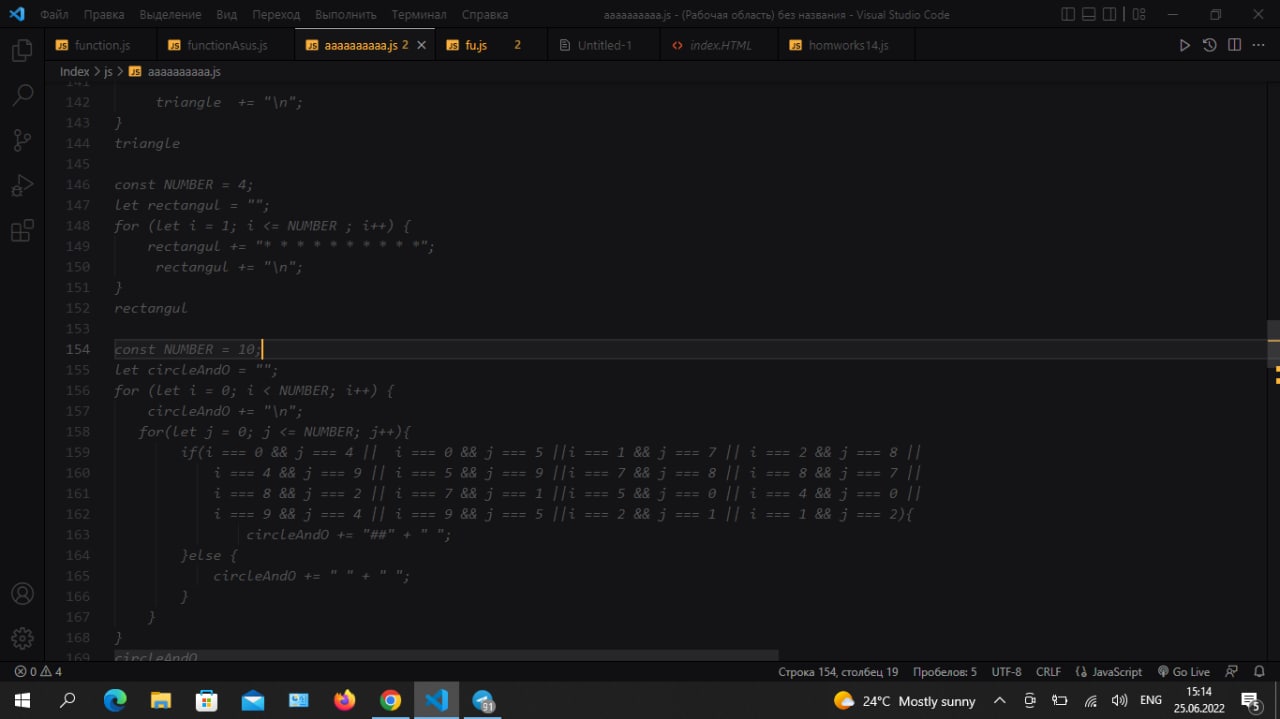 Файл Правка Выделение Вид Переход Выполнить Терминал Справка aaaaaaaaaa.js - (Рабочая область) без названия - Visual Studio Code
JS function.js JS functionAsus.js JS aaaaaaaaaa.js 2 JS fu.js 2 Untitled-1 index.HTML JS homworks14.js
Index > js > JS aaaaaaaaaa.js
141
142 triangle += "\n";
143 }
144 triangle
145
146 const NUMBER = 4;
147 let rectangul = "";
148 for (let i = 1; i <= NUMBER ; i++) {
149 rectangul += "* * * * * * * * * *";
150 rectangul += "\n";
151 }
152 rectangul
153
154 const NUMBER = 10;
155 let circleAndO = "";
156 for (let i = 0; i < NUMBER; i++) {
157 circleAndO += "\n";
158 for(let j = 0; j <= NUMBER; j++){
159 if(i === 0 && j === 4 || i === 0 && j === 5 ||i === 1 && j === 7 || i === 2 && j === 8 ||
160 i === 4 && j === 9 || i === 5 && j === 9 ||i === 7 && j === 8 || i === 8 && j === 7 ||
161 i === 8 && j === 2 || i === 7 && j === 1 ||i === 5 && j === 0 || i === 4 && j === 0 ||
162 i === 9 && j === 4 || i === 9 && j === 5 ||i === 2 && j === 1 || i === 1 && j === 2){
163 circleAndO += "##" + " ";
164 }else {
165 circleAndO += " " + " ";
166 }
167 }
168 }
169 circleAndO
0 4 Строка 154, столбец 19 Пробелов: 5 UTF-8 CRLF {} JavaScript Go Live
91 24°C Mostly sunny ENG 15:14 25.06.2022 5